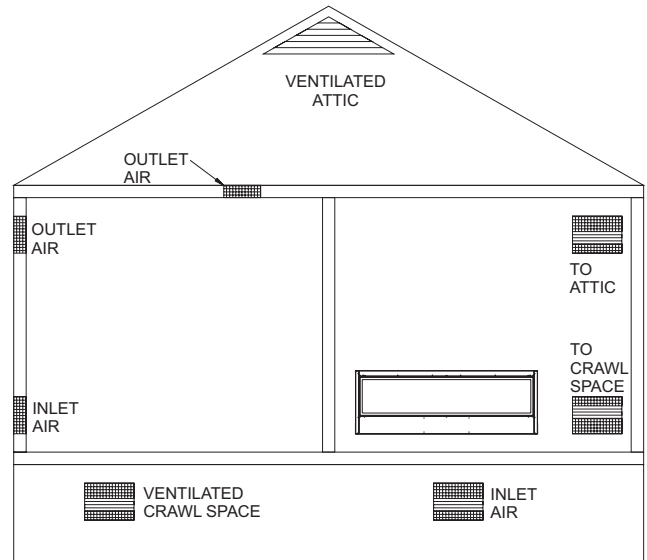 VENTILATED
ATTIC
OUTLET
AIR
OUTLET
AIR
TO
ATTIC
TO
CRAWL
SPACE
INLET
AIR
VENTILATED
CRAWL SPACE
INLET
AIR